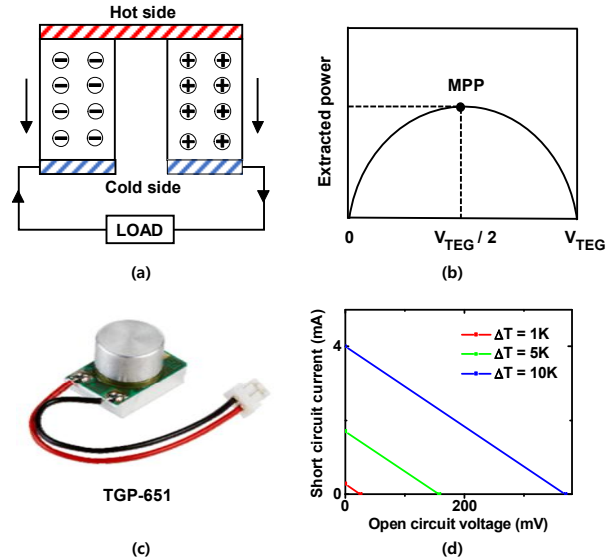 Hot side
Cold side
LOAD
(a)
Extracted power
MPP
0
V_TEG / 2
V_TEG
(b)
TGP-651
(c)
Short circuit current (mA)
4
0
ΔT = 1K
ΔT = 5K
ΔT = 10K
200
Open circuit voltage (mV)
(d)